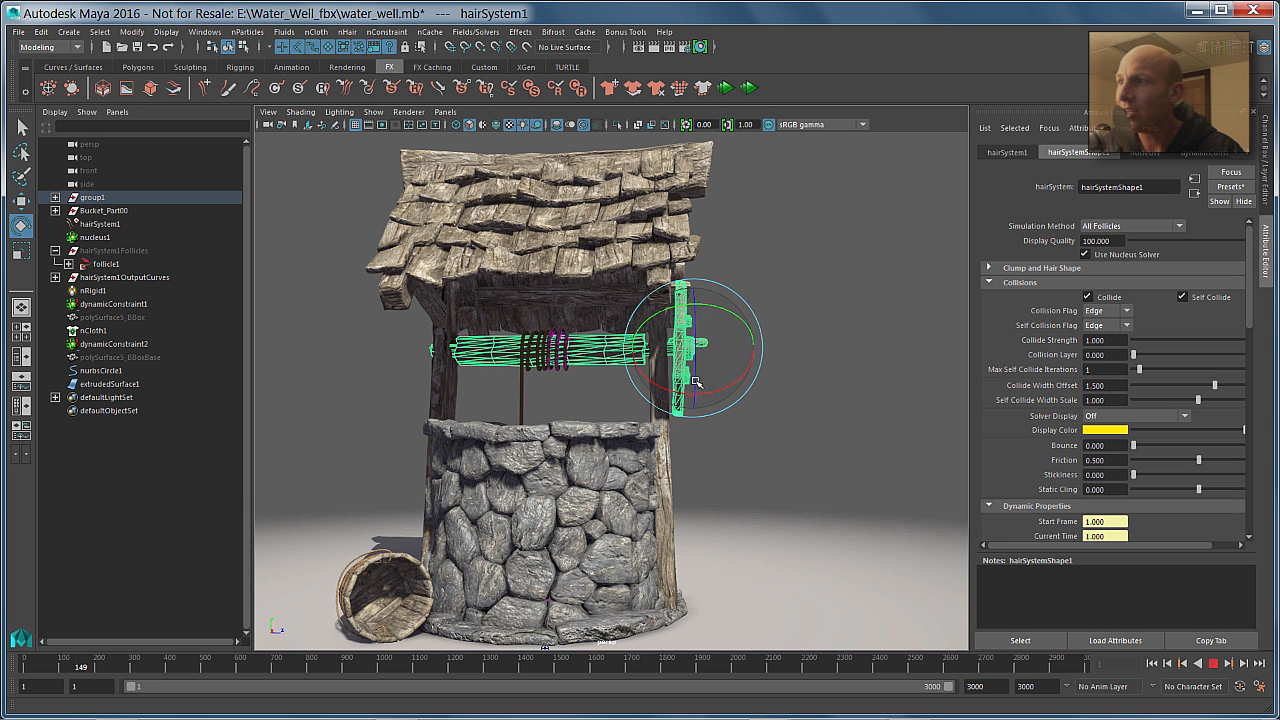 Autodesk Maya 2016 - Not for Resale: E:\Water_Well_fbx\water_well.mb* --- hairSystem1
File Edit Create Select Modify Display Windows nParticles Fluids nCloth nHair nConstraint nCache Fields/Solvers Effects Bifrost Cache Bonus Tools Help
Modeling No Live Surface
Curves / Surfaces Polygons Sculpting Rigging Animation Rendering FX FX Caching Custom XGen TURTLE
Display Show Panels
View Shading Lighting Show Renderer Panels
0.00 1.00 sRGB gamma
persp
top
front
side
group1
Bucket_Part00
hairSystem1
nucleus1
hairSystem1Follicles
follicle1
hairSystem1OutputCurves
nRigid1
dynamicConstraint1
polySurface5_BBox
nCloth1
dynamicConstraint2
polySurface5_BBoxBase
nurbsCircle1
extrudedSurface1
defaultLightSet
defaultObjectSet
persp
List Selected Focus
hairSystem1 hairSystemShape1
Focus
hairSystem: hairSystemShape1 Presets*
Show Hide
Simulation Method All Follicles
Display Quality 100.000
Use Nucleus Solver
Clump and Hair Shape
Collisions
Collide Self Collide
Collision Flag Edge
Self Collision Flag Edge
Collide Strength 1.000
Collision Layer 0.000
Max Self Collide Iterations 1
Collide Width Offset 1.500
Self Collide Width Scale 1.000
Solver Display Off
Display Color
Bounce 0.000
Friction 0.500
Stickiness 0.000
Static Cling 0.000
Dynamic Properties
Start Frame 1.000
Current Time 1.000
Notes: hairSystemShape1
Select Load Attributes Copy Tab
Channel Box / Layer Editor
Attribute Editor
0 100 200 300 400 500 600 700 800 900 1000 1100 1200 1300 1400 1500 1600 1700 1800 1900 2000 2100 2200 2300 2400 2500 2600 2700 2800 2900
149 1
1 1 1 3000 3000 3000 No Anim Layer No Character Set